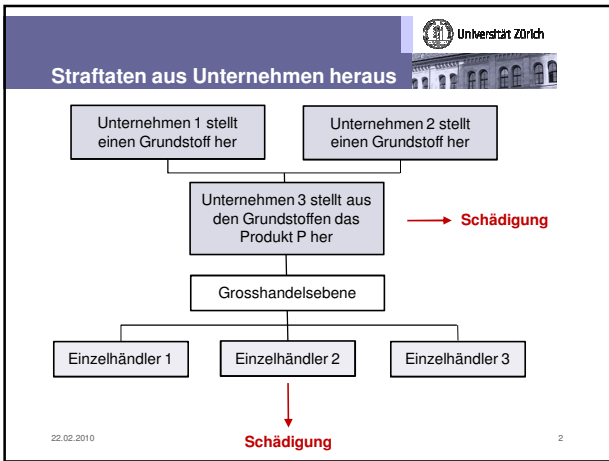 Universität Zürich
Straftaten aus Unternehmen heraus
Unternehmen 1 stellt
einen Grundstoff her
Unternehmen 2 stellt
einen Grundstoff her
Unternehmen 3 stellt aus
den Grundstoffen das
Produkt P her
Schädigung
Grosshandelsebene
Einzelhändler 1
Einzelhändler 2
Einzelhändler 3
Schädigung
22.02.2010
2